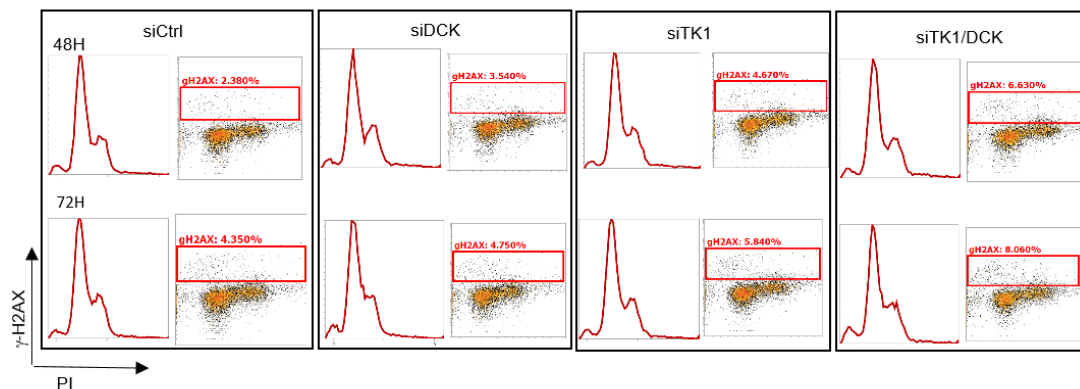 siCtrl
siDCK
siTK1
siTK1/DCK
48H
gH2AX: 2.380%
gH2AX: 3.540%
gH2AX: 4.670%
gH2AX: 6.630%
72H
gH2AX: 4.350%
gH2AX: 4.750%
gH2AX: 5.840%
gH2AX: 8.060%
γ-H2AX
PI